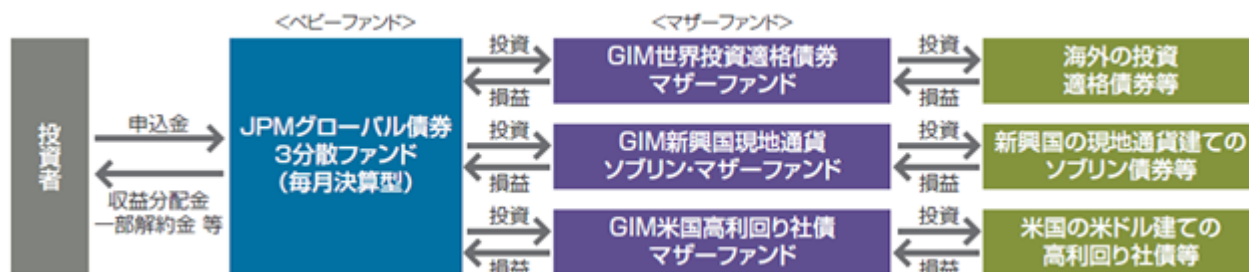 <ベビーファンド>
<マザーファンド>
投資者
申込金
収益分配金
一部解約金 等
JPMグローバル債券
3分散ファンド
(毎月決算型)
投資
損益
GIM世界投資適格債券
マザーファンド
投資
損益
海外の投資
適格債券等
投資
損益
GIM新興国現地通貨
ソブリン・マザーファンド
投資
損益
新興国の現地通貨建ての
ソブリン債券等
投資
損益
GIM米国高利回り社債
マザーファンド
投資
損益
米国の米ドル建ての
高利回り社債等